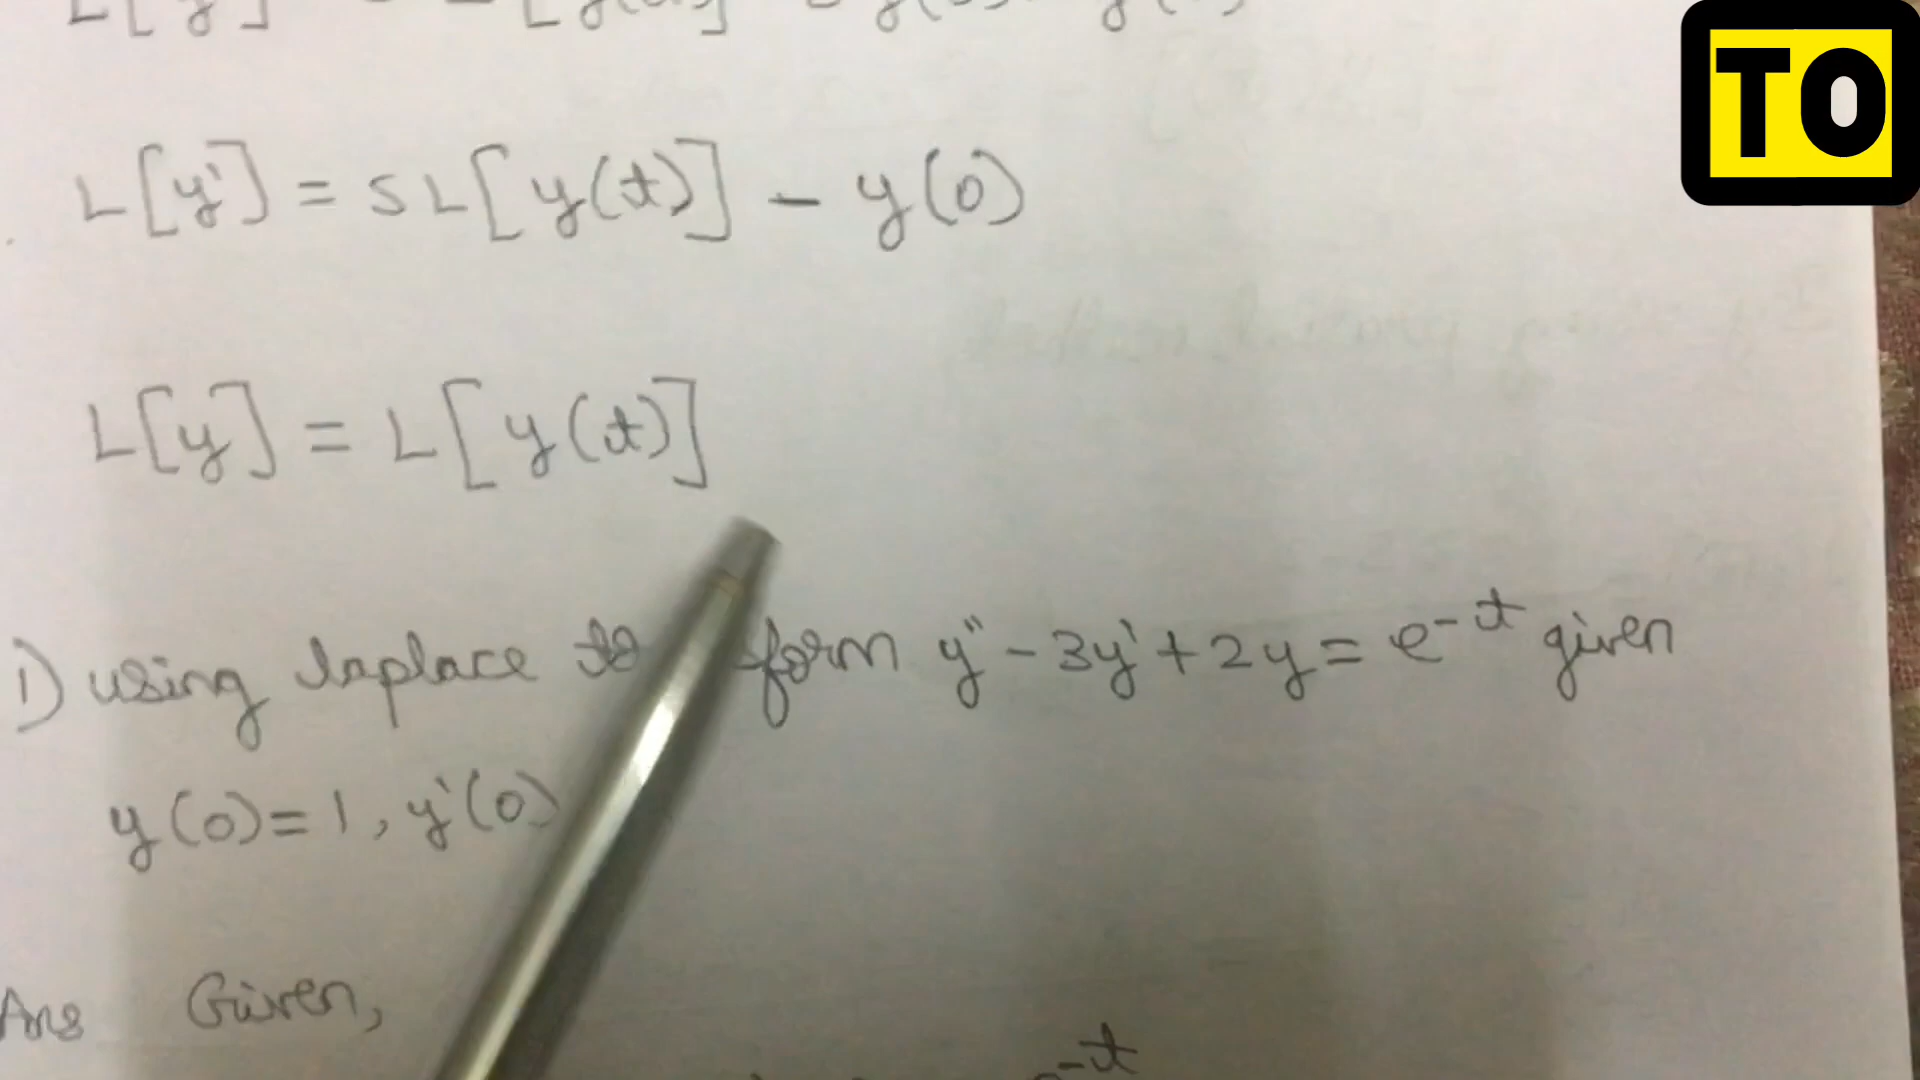 TO
L[y'] = SL[y(t)] - y(0)
L[y] = L[y(t)]
1) using laplace form y" - 3y' + 2y = e^-t given
y(0) = 1, y'(0)
Ans Given,
e^-t